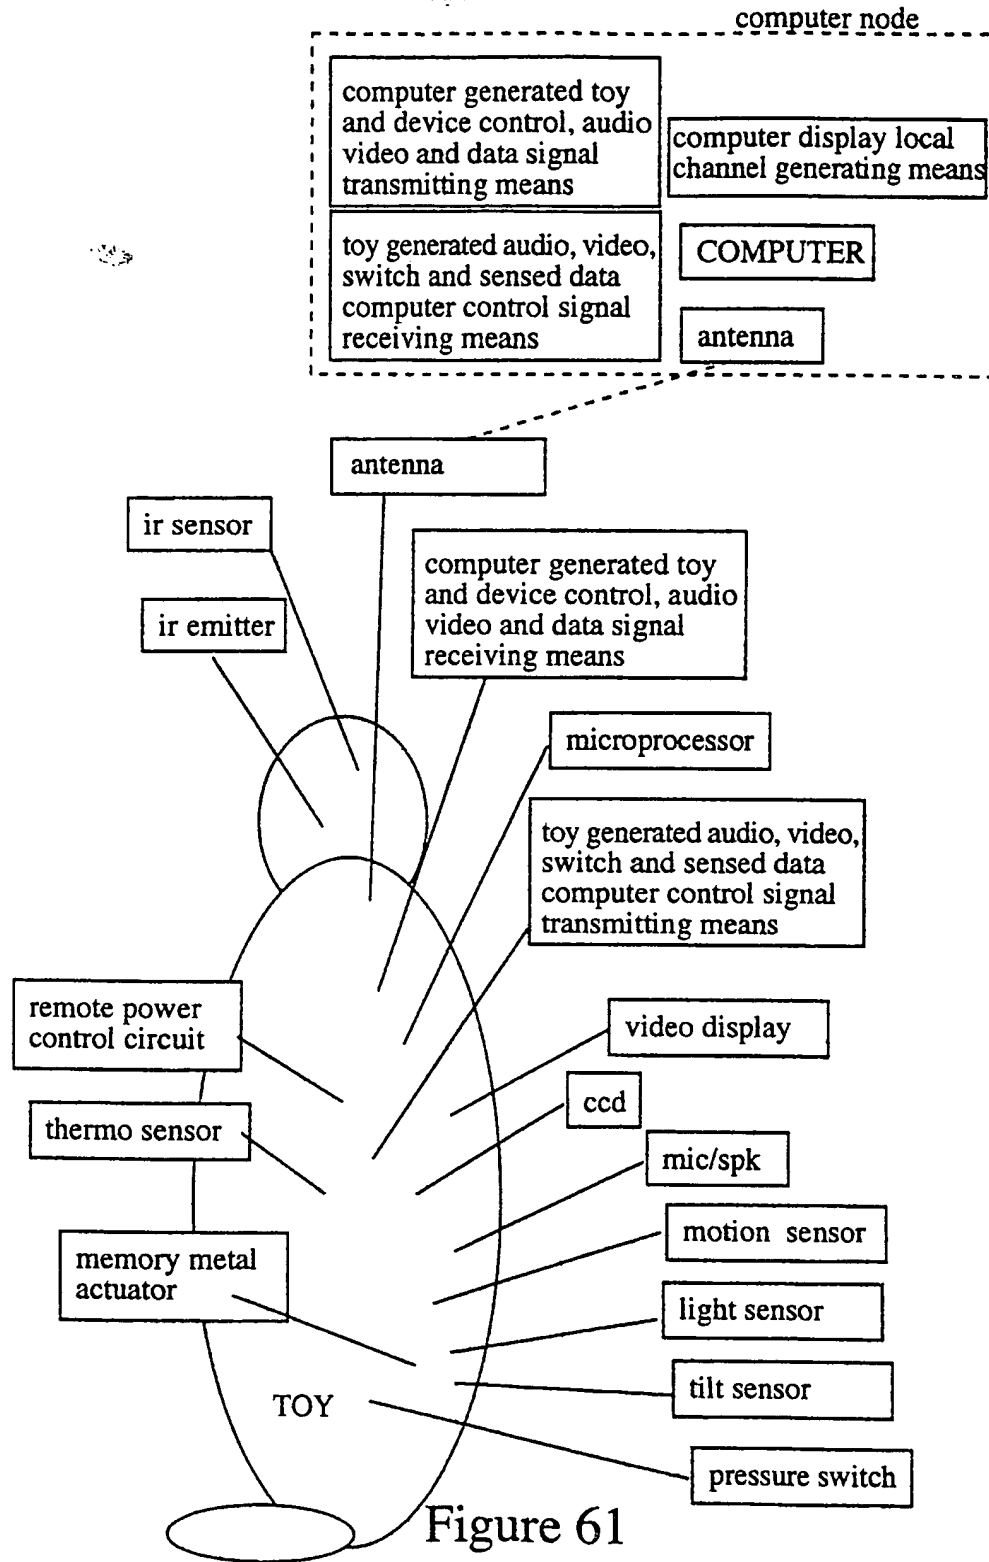 computer node
computer generated toy
and device control, audio
video and data signal
transmitting means
computer display local
channel generating means
toy generated audio, video,
switch and sensed data
computer control signal
receiving means
COMPUTER
antenna
antenna
ir sensor
computer generated toy
and device control, audio
video and data signal
receiving means
ir emitter
microprocessor
toy generated audio, video,
switch and sensed data
computer control signal
transmitting means
remote power
control circuit
video display
ccd
thermo sensor
mic/spk
motion sensor
memory metal
actuator
light sensor
tilt sensor
TOY
pressure switch
Figure 61